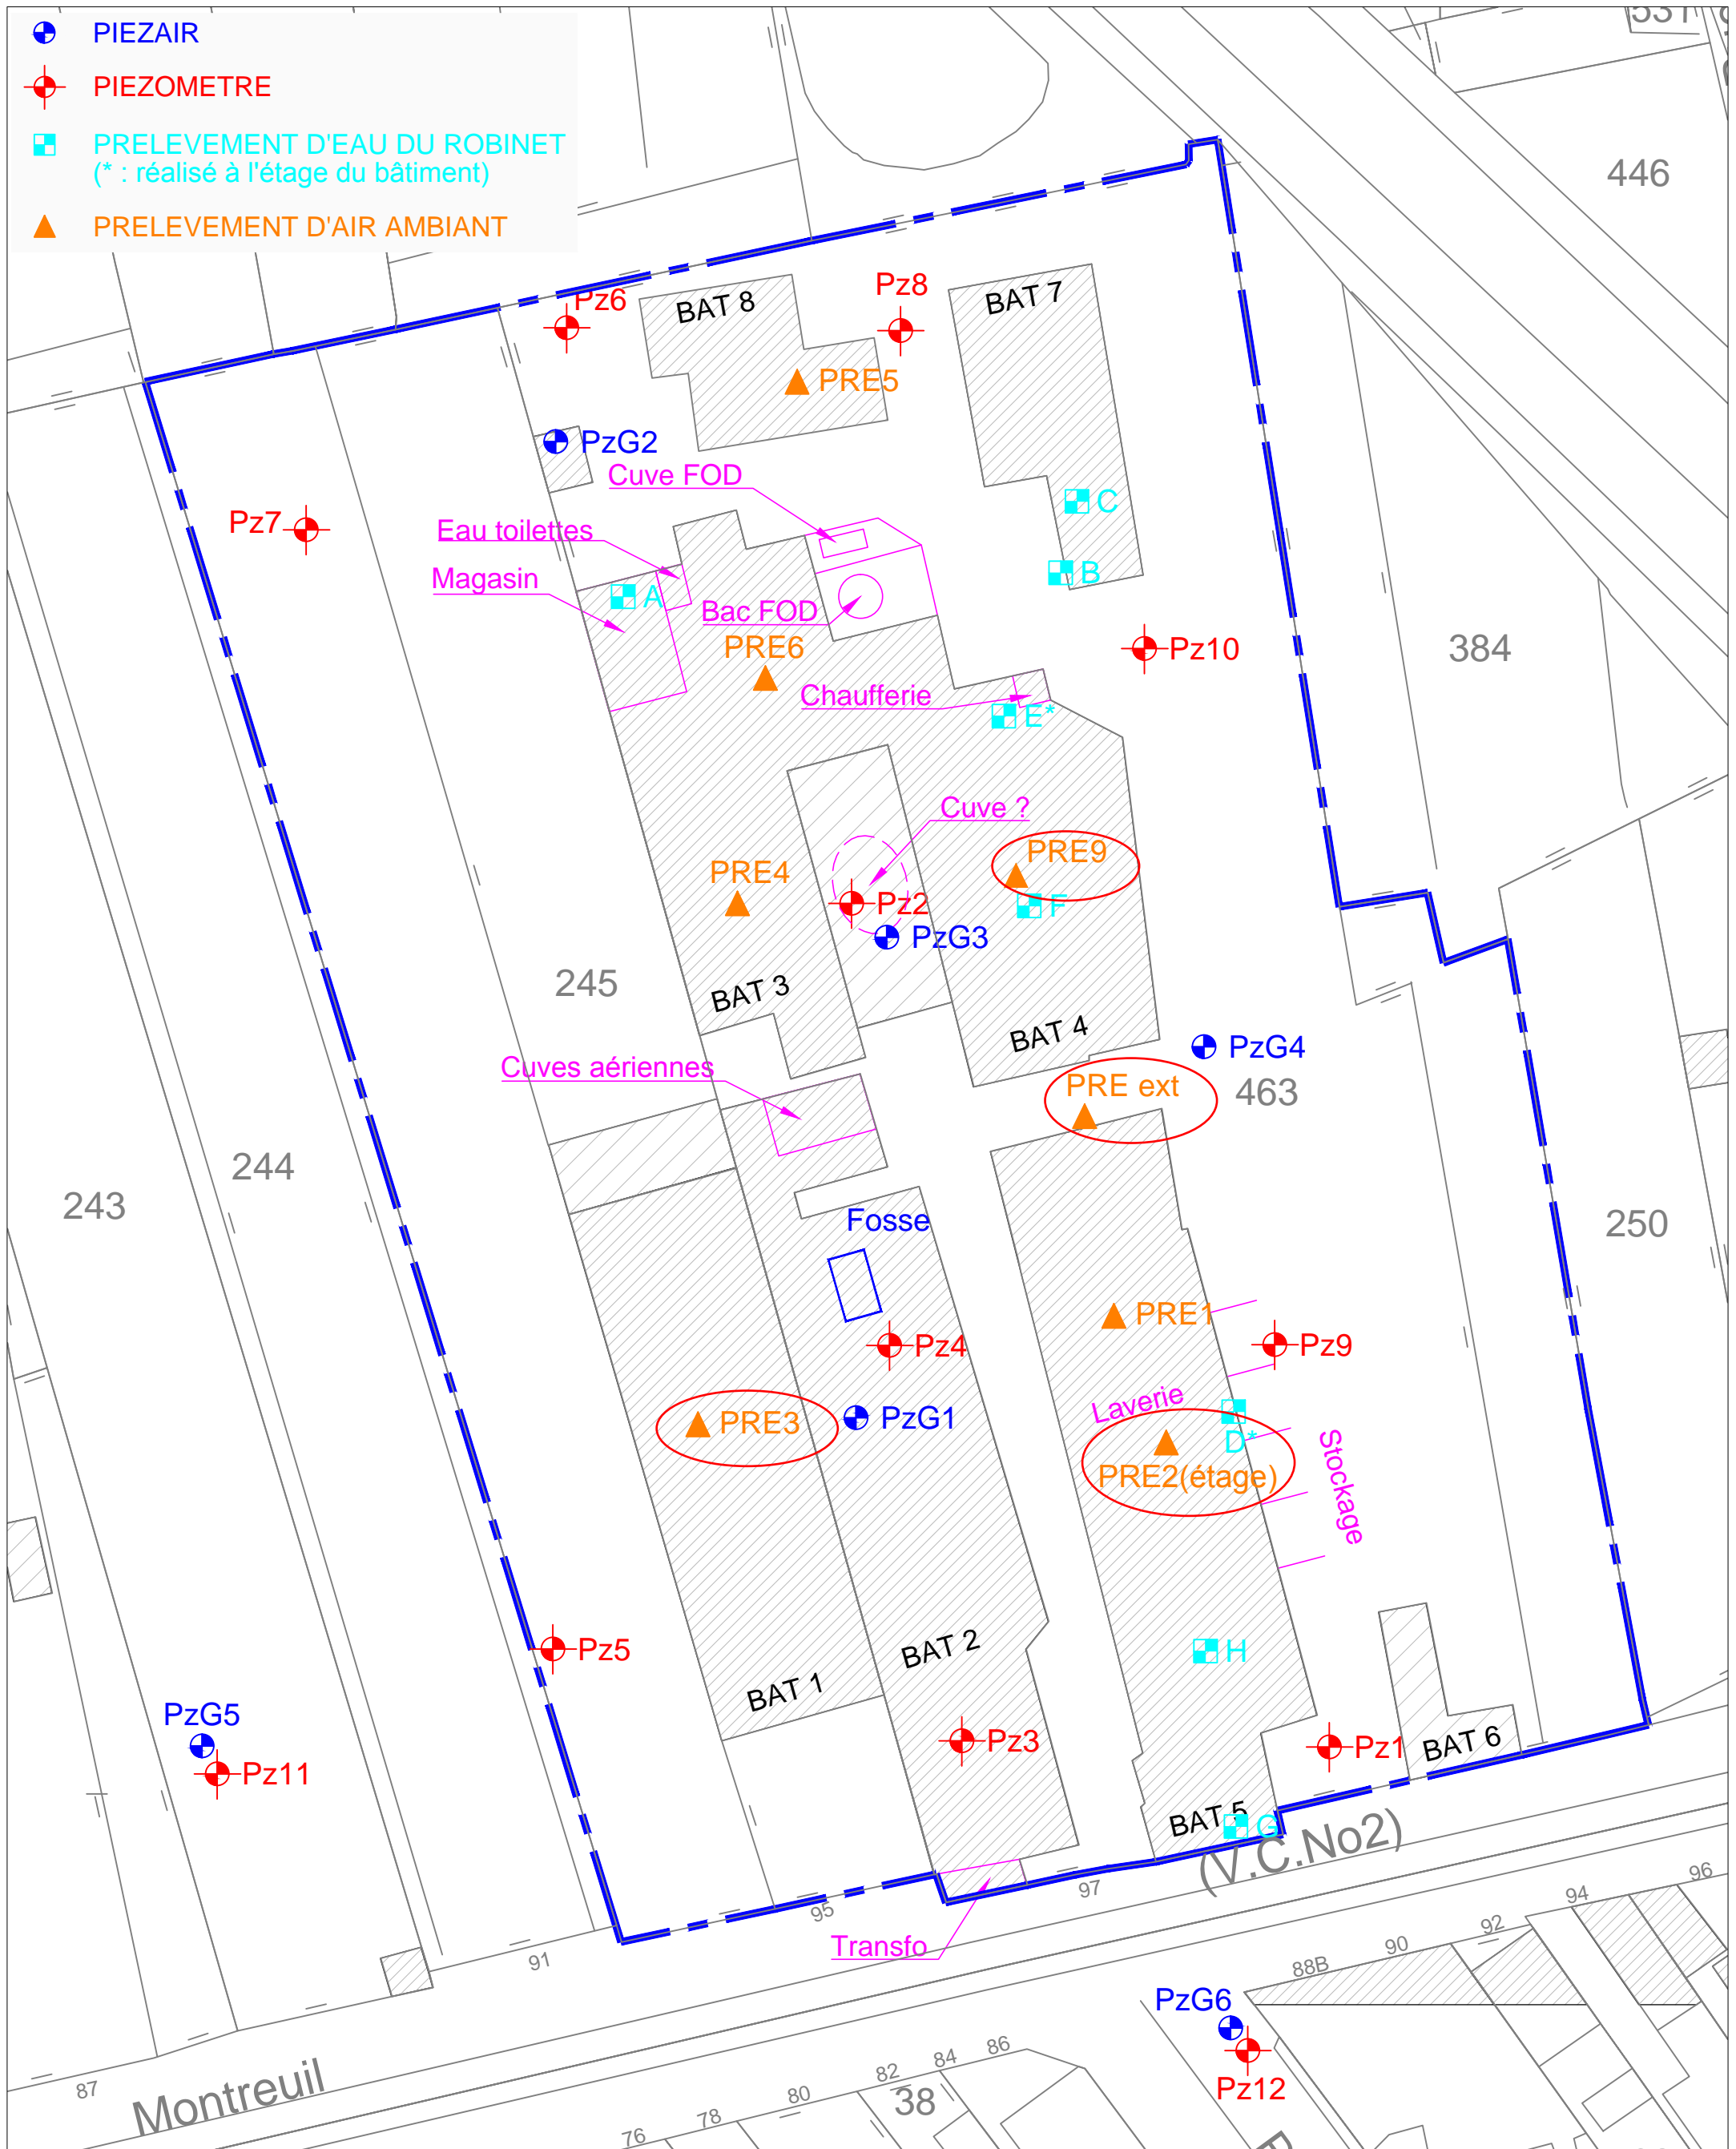 PIEZAIR
PIEZOMETRE
PRELEVEMENT D'EAU DU ROBINET
(* : réalisé à l'étage du bâtiment)
PRELEVEMENT D'AIR AMBIANT
531
446
Pz6
BAT 8
Pz8
BAT 7
PRE5
PzG2
Cuve FOD
C
Pz7
Eau toilettes
Magasin
A
B
Bac FOD
PRE6
Pz10
384
Chaufferie
E*
Cuve ?
PRE9
PRE4
Pz2
F
PzG3
245
BAT 3
BAT 4
PzG4
Cuves aériennes
PRE ext
463
244
243
250
Fosse
PRE1
Pz4
Pz9
Laverie
PRE3
PzG1
D*
PRE2(étage)
Stockage
BAT 2
Pz5
H
BAT 1
PzG5
Pz3
Pz1
BAT 6
Pz11
BAT 5
G
(V.C.No2)
97
95
96
94
92
Transfo
91
90
88B
PzG6
86
84
82
Pz12
87
Montreuil
80
38
78
76